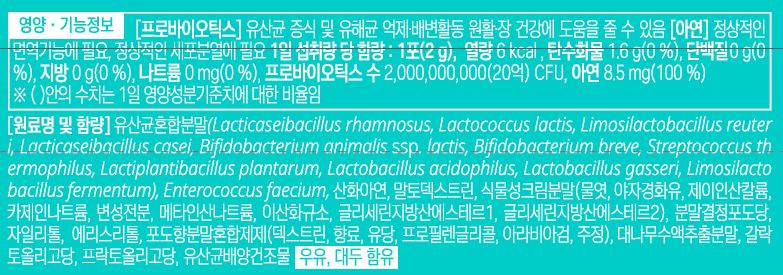 영양·기능정보 [프로바이오틱스] 유산균 증식 및 유해균 억제·배변활동 원활·장 건강에 도움을 줄 수 있음 [아연] 정상적인
면역기능에 필요, 정상적인 세포분열에 필요 1일 섭취량 당 함량 : 1포(2 g), 열량 6 kcal , 탄수화물 1.6 g(0 %), 단백질 0 g(0
%), 지방 0 g(0 %), 나트륨 0 mg(0 %), 프로바이오틱스 수 2,000,000,000(20억) CFU, 아연 8.5 mg(100 %)
※ ( )안의 수치는 1일 영양성분기준치에 대한 비율임
[원료명 및 함량] 유산균혼합분말(Lacticaseibacillus rhamnosus, Lactococcus lactis, Limosilactobacillus reuter
i, Lacticaseibacillus casei, Bifidobacterium animalis ssp. lactis, Bifidobacterium breve, Streptococcus th
ermophilus, Lactiplantibacillus plantarum, Lactobacillus acidophilus, Lactobacillus gasseri, Limosilacto
bacillus fermentum), Enterococcus faecium, 산화아연, 말토덱스트린, 식물성크림분말(물엿, 야자경화유, 제이인산칼륨,
카제인나트륨, 변성전분, 메타인산나트륨, 이산화규소, 글리세린지방산에스테르1, 글리세린지방산에스테르2), 분말결정포도당,
자일리톨, 에리스리톨, 포도향분말혼합제제(덱스트린, 향료, 유당, 프로필렌글리콜, 아라비아검, 주정), 대나무수액추출분말, 갈락
토올리고당, 프락토올리고당, 유산균배양건조물 우유, 대두 함유